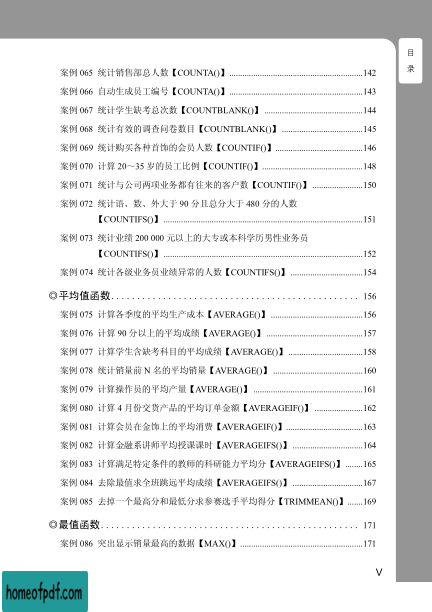 目
录
案例 065 统计销售部总人数【COUNTA()】............142
案例 066 自动生成员工编号【COUNTA()】............143
案例 067 统计学生缺考总次数【COUNTBLANK()】............144
案例 068 统计有效的调查问卷数目【COUNTBLANK()】............145
案例 069 统计购买各种首饰的会员人数【COUNTIF()】............146
案例 070 计算 20～35 岁的员工比例【COUNTIF()】............148
案例 071 统计与公司两项业务都有往来的客户数【COUNTIF()】............150
案例 072 统计语、数、外大于 90 分且总分大于 480 分的人数
【COUNTIFS()】............151
案例 073 统计业绩 200 000 元以上的大专或本科学历男性业务员
【COUNTIFS()】............152
案例 074 统计各级业务员业绩异常的人数【COUNTIFS()】............154
◎平均值函数............156
案例 075 计算各季度的平均生产成本【AVERAGE()】............156
案例 076 计算 90 分以上的平均成绩【AVERAGE()】............157
案例 077 计算学生含缺考科目的平均成绩【AVERAGE()】............158
案例 078 统计销量前 N 名的平均销量【AVERAGE()】............160
案例 079 计算操作员的平均产量【AVERAGE()】............161
案例 080 计算 4 月份交货产品的平均订单金额【AVERAGEIF()】............162
案例 081 计算会员在金饰上的平均消费【AVERAGEIF()】............163
案例 082 计算金融系讲师平均授课课时【AVERAGEIFS()】............164
案例 083 计算满足特定条件的教师的科研能力平均分【AVERAGEIFS()】........165
案例 084 去除最值求全班跳远平均成绩【AVERAGEIFS()】............167
案例 085 去掉一个最高分和最低分求参赛选手平均得分【TRIMMEAN()】.......169
◎最值函数............171
案例 086 突出显示销量最高的数据【MAX()】............171
V
homeofpdf.com